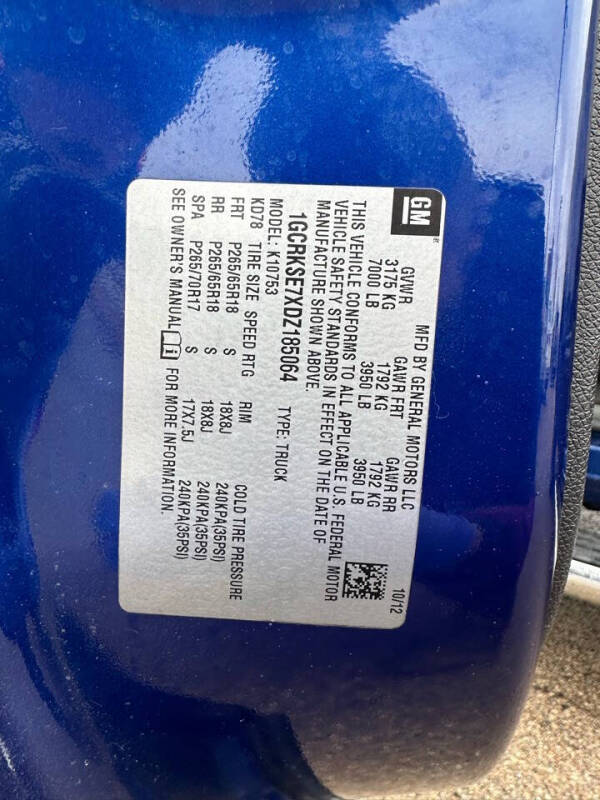 GM
MFD BY GENERAL MOTORS LLC 10/12
GVWR GAWR FRT GAWR RR
3175 KG 1792 KG 1792 KG
7000 LB 3950 LB 3950 LB
THIS VEHICLE CONFORMS TO ALL APPLICABLE U.S. FEDERAL MOTOR
VEHICLE SAFETY STANDARDS IN EFFECT ON THE DATE OF
MANUFACTURE SHOWN ABOVE.
1GCRKSE7XDZ185064 TYPE: TRUCK
MODEL: K10753
KD78 TIRE SIZE SPEED RTG RIM COLD TIRE PRESSURE
FRT P265/65R18 S 18X8J 240KPA(35PSI)
RR P265/65R18 S 18X8J 240KPA(35PSI)
SPA P265/70R17 S 17X7.5J 240KPA(35PSI)
SEE OWNER'S MANUAL FOR MORE INFORMATION.